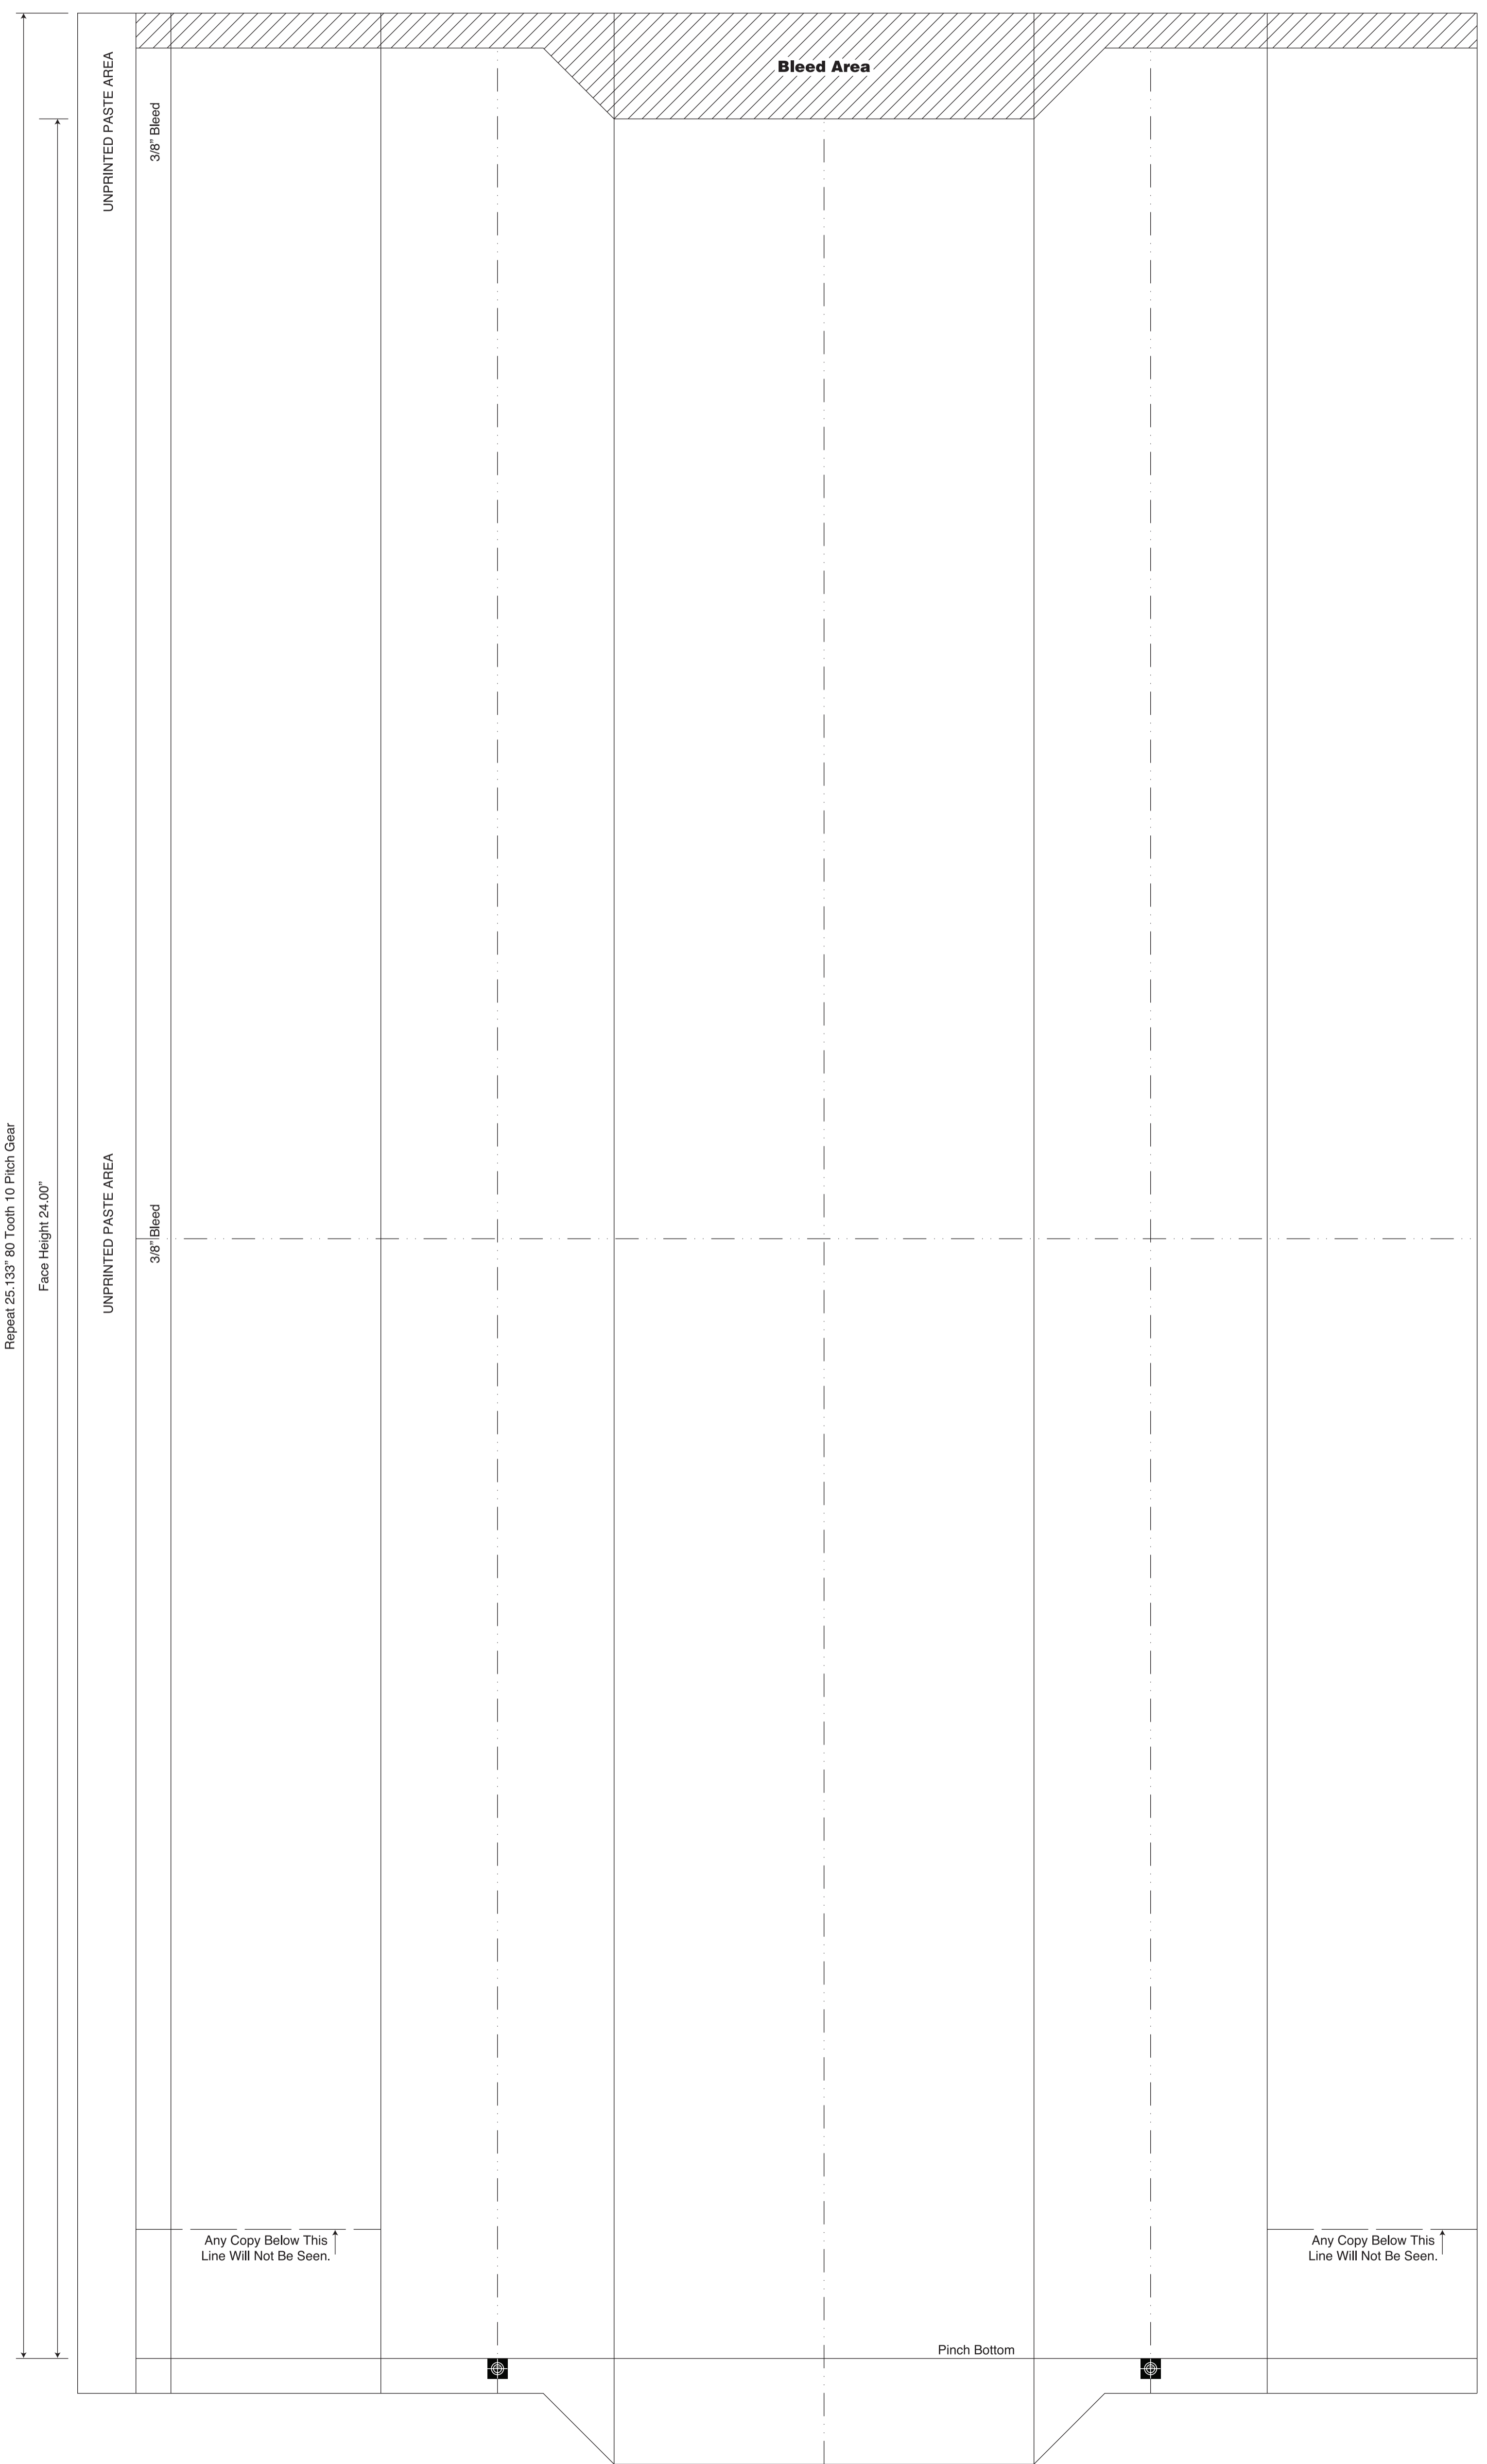 Bleed Area
UNPRINTED PASTE AREA
3/8” Bleed
Repeat 25.133” 80 Tooth 10 Pitch Gear
Face Height 24.00”
UNPRINTED PASTE AREA
3/8” Bleed
Any Copy Below This
Line Will Not Be Seen.
Any Copy Below This
Line Will Not Be Seen.
Pinch Bottom